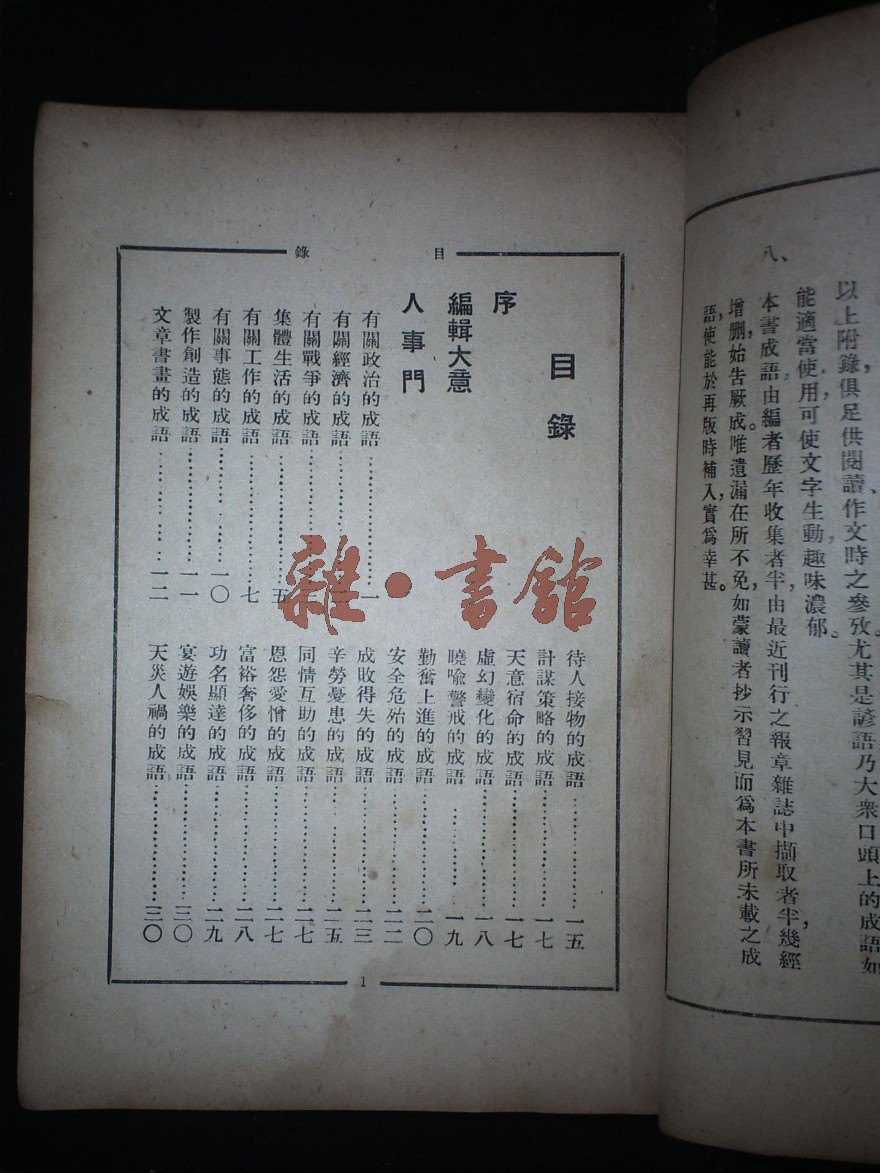 以上附錄，俱足供閱讀、作文時之參攷。尤其是諺語乃大衆口頭上的成語如
能適當使用，可使文字生動，趣味濃郁。
八、本書成語由編者歷年收集者半，由最近刊行之報章雜誌中擷取者半，幾經
增删，始告厥成。唯遺漏在所不免，如蒙讀者抄示習見而爲本書所未載之成
語，使能於再版時補入，實爲幸甚。
目錄
目錄
序
編輯大意
人事門
有關政治的成語…………一
有關經濟的成語…………
有關戰爭的成語…………
集體生活的成語…………五
有關工作的成語…………七
有關事態的成語…………一〇
製作創造的成語…………一一
文章書畫的成語…………一二
待人接物的成語…………一五
計謀策略的成語…………一七
天意宿命的成語…………一七
虛幻變化的成語…………一八
曉喩警戒的成語…………一九
勤奮上進的成語…………二〇
安全危殆的成語…………二二
成敗得失的成語…………二三
辛勞憂患的成語…………二五
同情互助的成語…………二七
恩怨愛憎的成語…………二七
富裕奢侈的成語…………二八
功名顯達的成語…………二九
宴遊娛樂的成語…………三〇
天災人禍的成語…………三〇
1
雜·書館